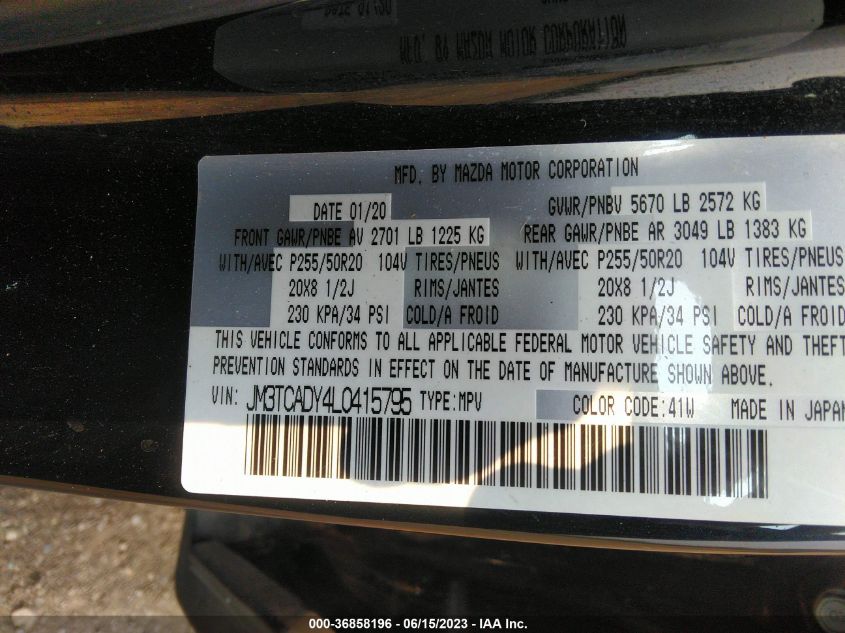 MFD. BY MAZDA MOTOR CORPORATION
DATE 01/20 GVWR/PNBV 5670 LB 2572 KG
FRONT GAWR/PNBE AV 2701 LB 1225 KG REAR GAWR/PNBE AR 3049 LB 1383 KG
WITH/AVEC P255/50R20 104V TIRES/PNEUS WITH/AVEC P255/50R20 104V TIRES/PNEUS
20X8 1/2J RIMS/JANTES 20X8 1/2J RIMS/JANTES
230 KPA/34 PSI COLD/A FROID 230 KPA/34 PSI COLD/A FROID
THIS VEHICLE CONFORMS TO ALL APPLICABLE FEDERAL MOTOR VEHICLE SAFETY AND THEFT
PREVENTION STANDARDS IN EFFECT ON THE DATE OF MANUFACTURE SHOWN ABOVE.
VIN: JM3TCADY4L0415795 TYPE:MPV COLOR CODE:41W MADE IN JAPAN
000-36858196 - 06/15/2023 - IAA Inc.